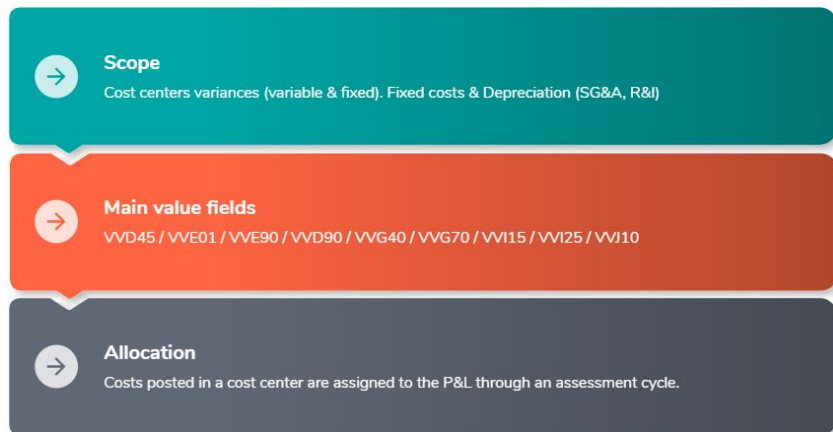 Scope
Cost centers variances (variable & fixed). Fixed costs & Depreciation (SG&A, R&I)
Main value fields
VVD45 / VVE01 / VVE90 / VVD90 / VVG40 / VVG70 / VVI15 / VVI25 / VVJ10
Allocation
Costs posted in a cost center are assigned to the P&L through an assessment cycle.